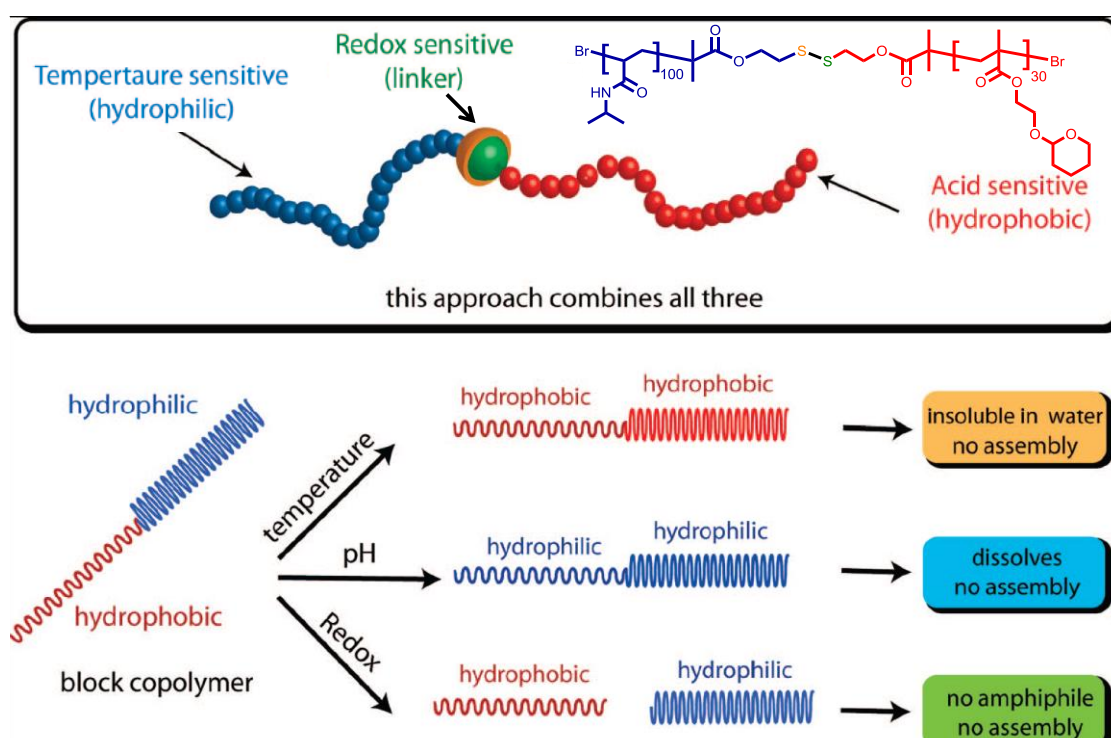 Tempertaure sensitive
(hydrophilic)
Redox sensitive
(linker)
Br
100
HN
O
O
O
S
S
O
O
30
Br
O
O
O
O
Acid sensitive
(hydrophobic)
this approach combines all three
hydrophilic
hydrophobic
block copolymer
temperature
pH
Redox
hydrophobic
hydrophobic
insoluble in water
no assembly
hydrophilic
hydrophilic
dissolves
no assembly
hydrophobic
hydrophilic
no amphiphile
no assembly